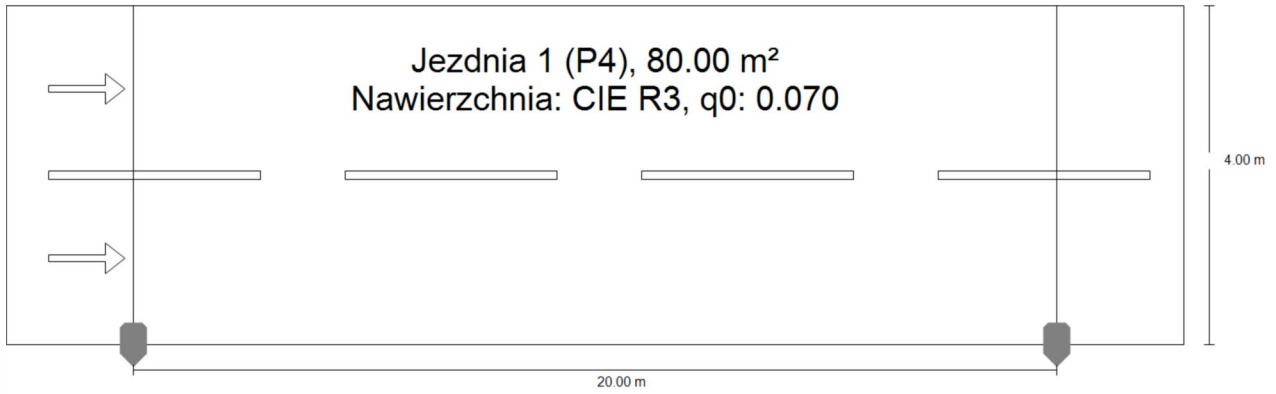 Jezdnia 1 (P4), 80.00 m²
Nawierzchnia: CIE R3, q0: 0.070
4.00 m
20.00 m